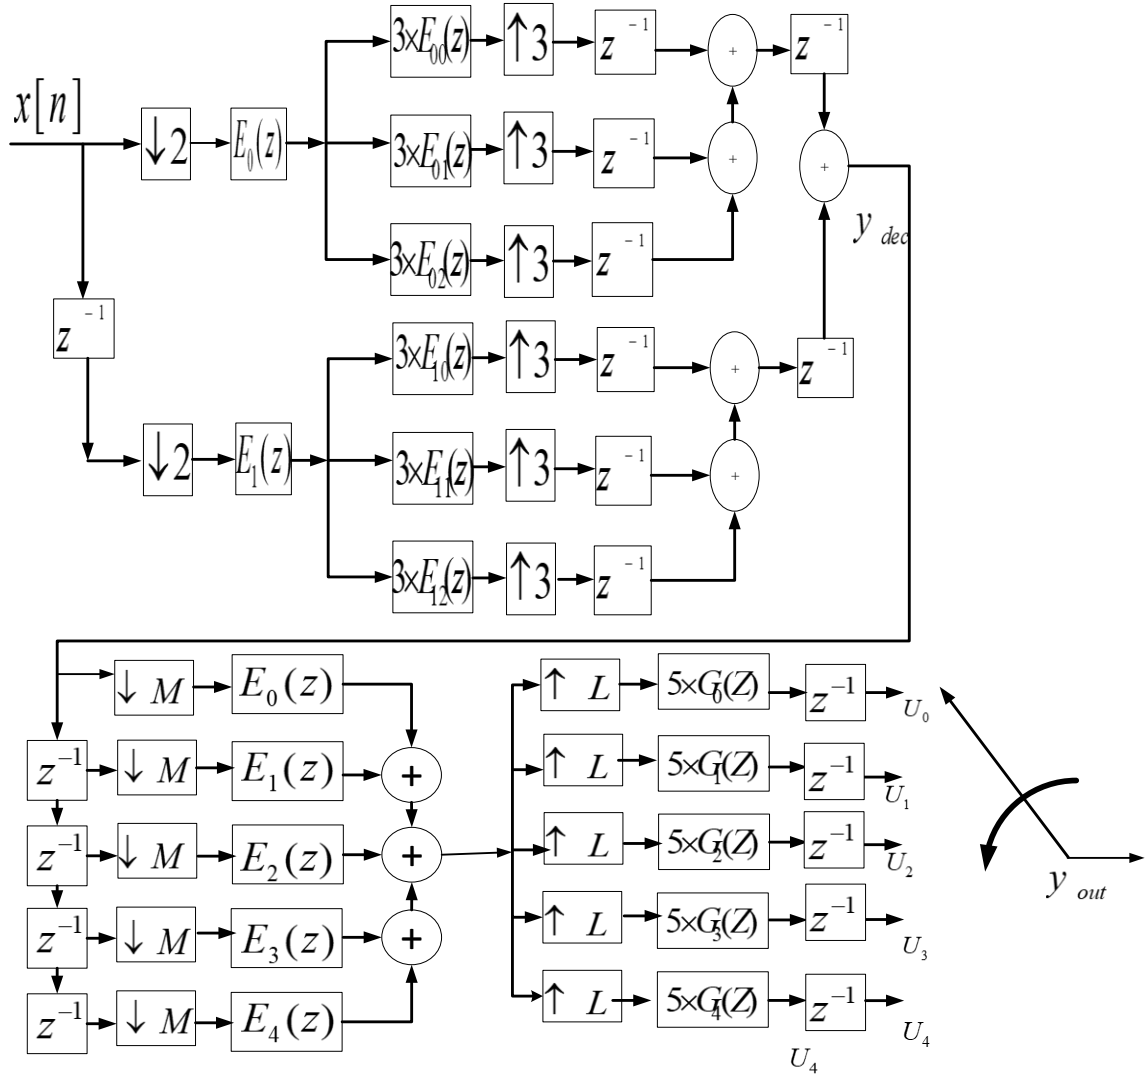 x[n]
↓2 E₀(z)
3×E₀₀(z) ↑3 z⁻¹ + z⁻¹
3×E₀₁(z) ↑3 z⁻¹ + +
3×E₀₂(z) ↑3 z⁻¹
y dec
z⁻¹
3×E₁₀(z) ↑3 z⁻¹ + z⁻¹
↓2 E₁(z)
3×E₁₁(z) ↑3 z⁻¹ +
3×E₁₂(z) ↑3 z⁻¹
↓ M E₀(z) ↑ L 5×G₀(Z) z⁻¹ U₀
z⁻¹ ↓ M E₁(z) + ↑ L 5×G₁(Z) z⁻¹ U₁
z⁻¹ ↓ M E₂(z) + ↑ L 5×G₂(Z) z⁻¹ U₂
y out
z⁻¹ ↓ M E₃(z) + ↑ L 5×G₃(Z) z⁻¹ U₃
z⁻¹ ↓ M E₄(z) ↑ L 5×G₄(Z) z⁻¹ U₄
U₄